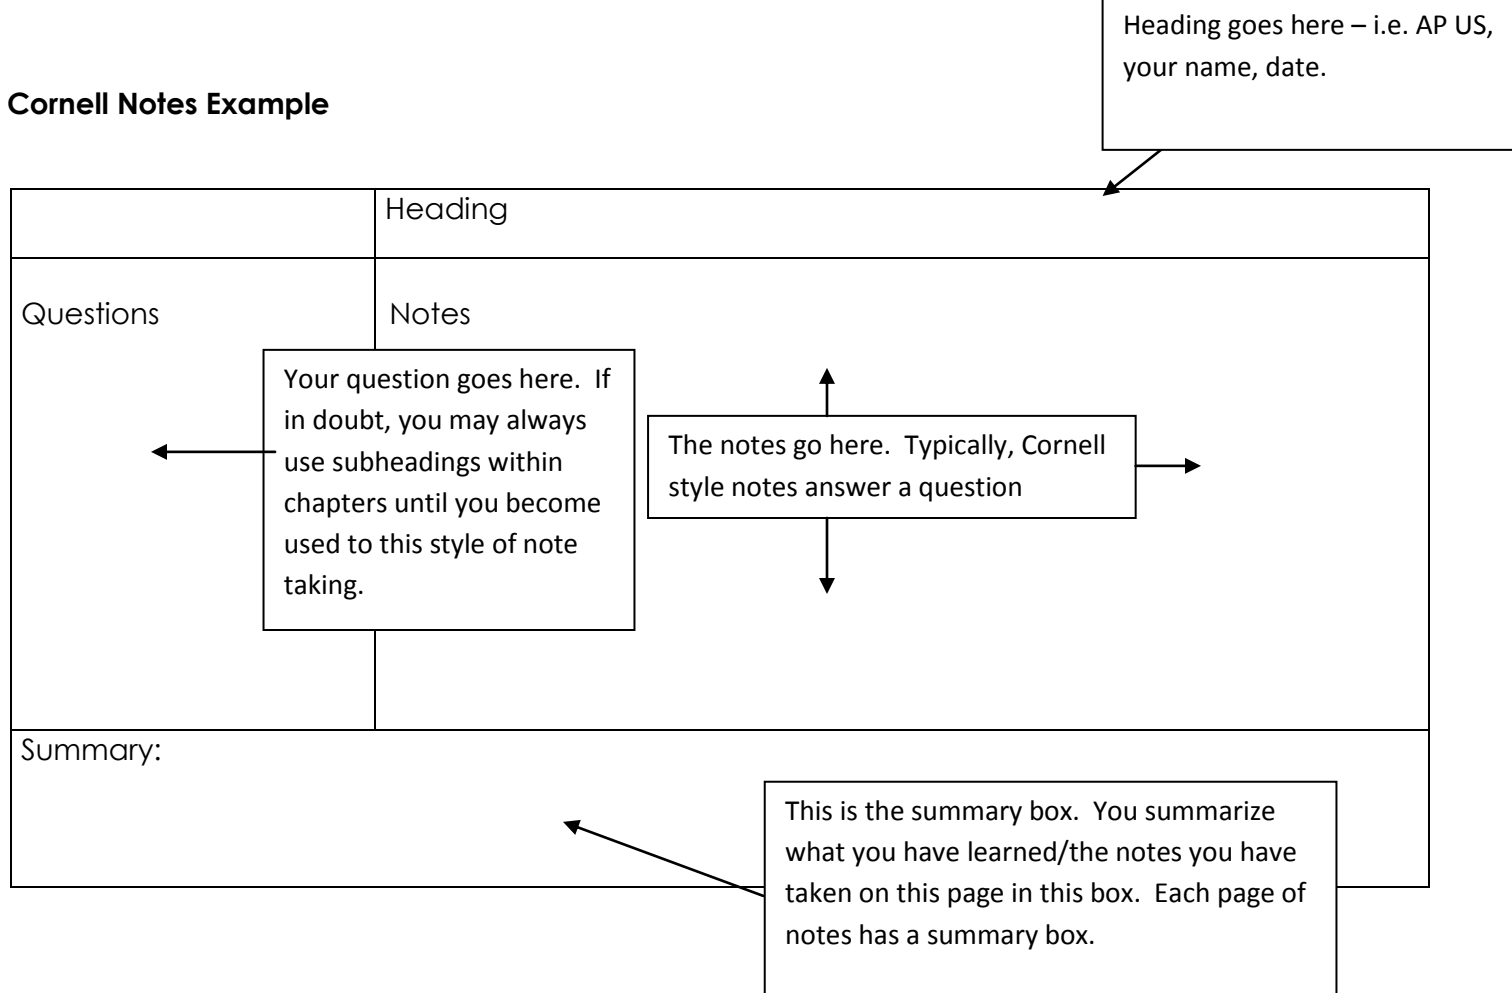 Heading goes here – i.e. AP US,
your name, date.
Cornell Notes Example
Heading
Questions
Notes
Your question goes here.  If
in doubt, you may always
use subheadings within
chapters until you become
used to this style of note
taking.
The notes go here.  Typically, Cornell
style notes answer a question
Summary:
This is the summary box.  You summarize
what you have learned/the notes you have
taken on this page in this box.  Each page of
notes has a summary box.